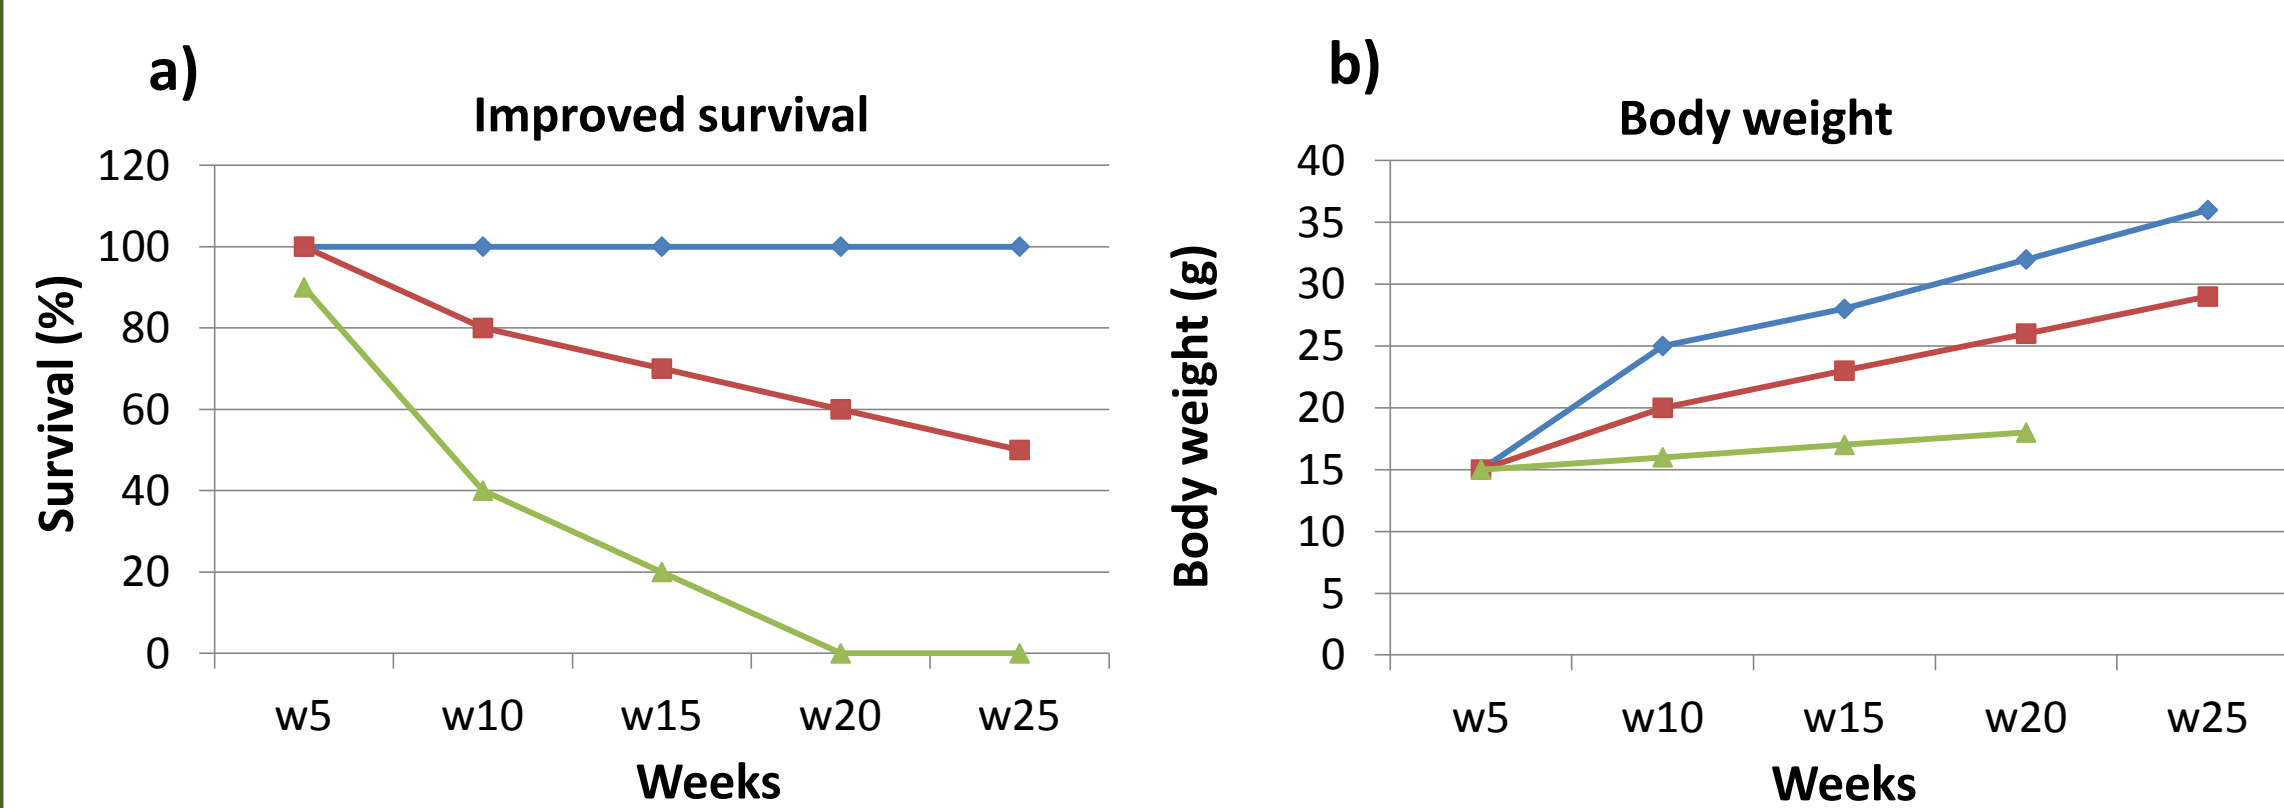 a)
Improved survival
120
100
80
60
40
20
0
Survival (%)
w5 w10 w15 w20 w25
Weeks
b)
Body weight
40
35
30
25
20
15
10
5
0
Body weight (g)
w5 w10 w15 w20 w25
Weeks